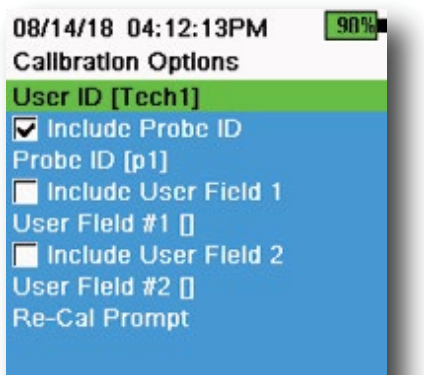 08/14/18 04:12:13PM 90%
Calibration Options
User ID [Tech1]
Include Probe ID
Probe ID [p1]
Include User Field 1
User Field #1 []
Include User Field 2
User Field #2 []
Re-Cal Prompt